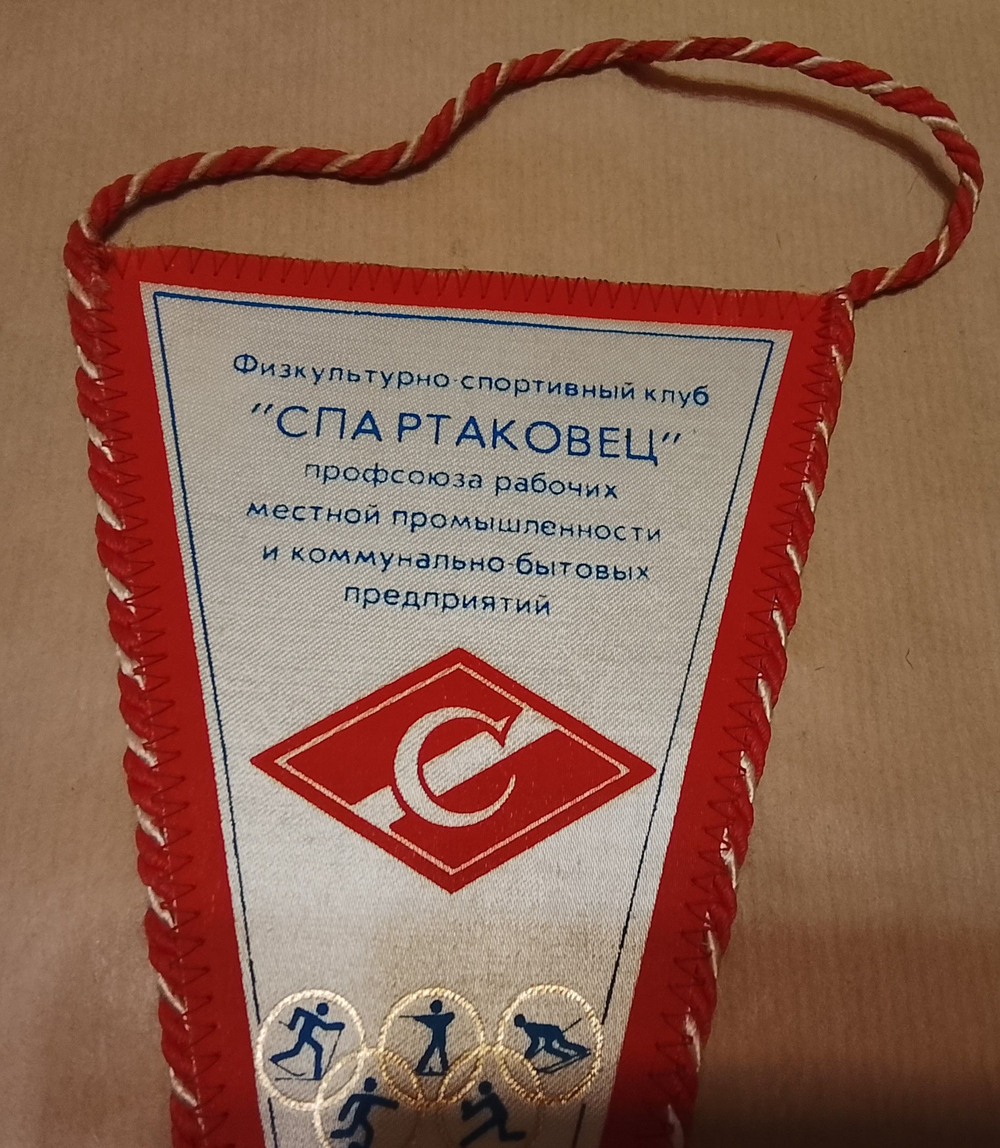 Физкультурно-спортивный клуб
"СПАРТАКОВЕЦ"
профсоюза рабочих
местной промышленности
и коммунально-бытовых
предприятий
С